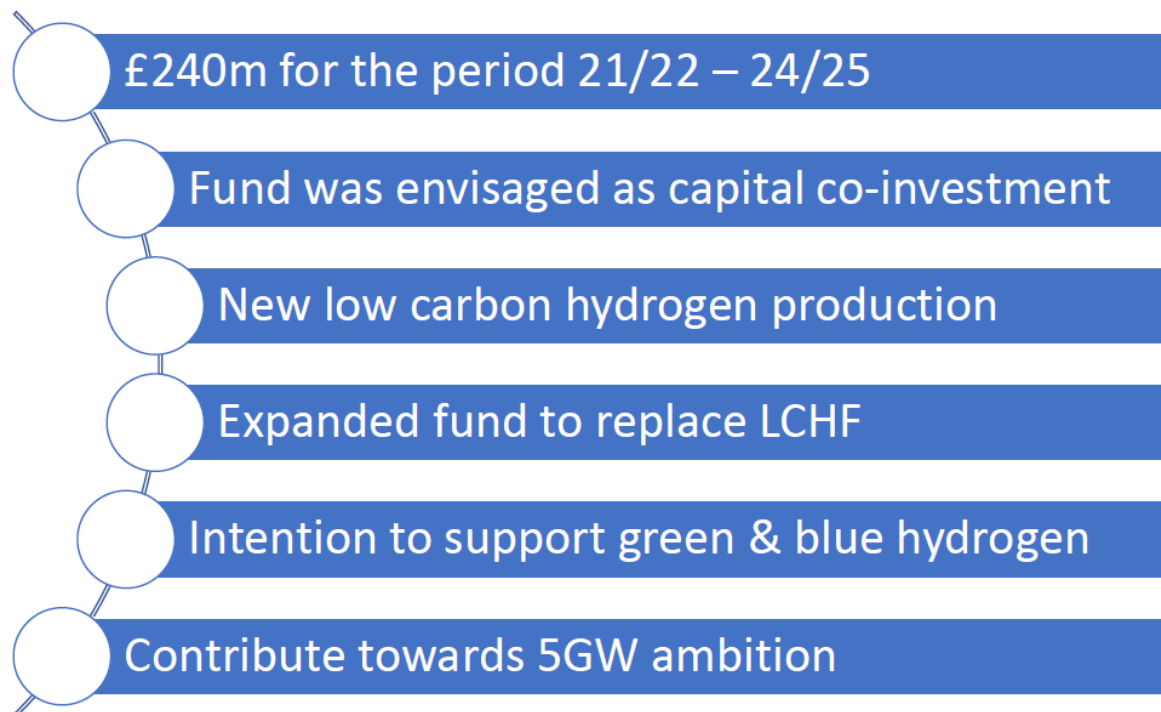 £240m for the period 21/22 – 24/25
Fund was envisaged as capital co-investment
New low carbon hydrogen production
Expanded fund to replace LCHF
Intention to support green & blue hydrogen
Contribute towards 5GW ambition